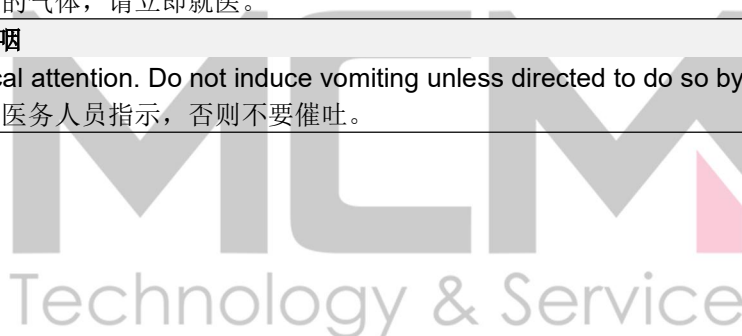 的气体，请立即就医。
咽
cal attention. Do not induce vomiting unless directed to do so by
医务人员指示，否则不要催吐。
MCM
Technology & Service